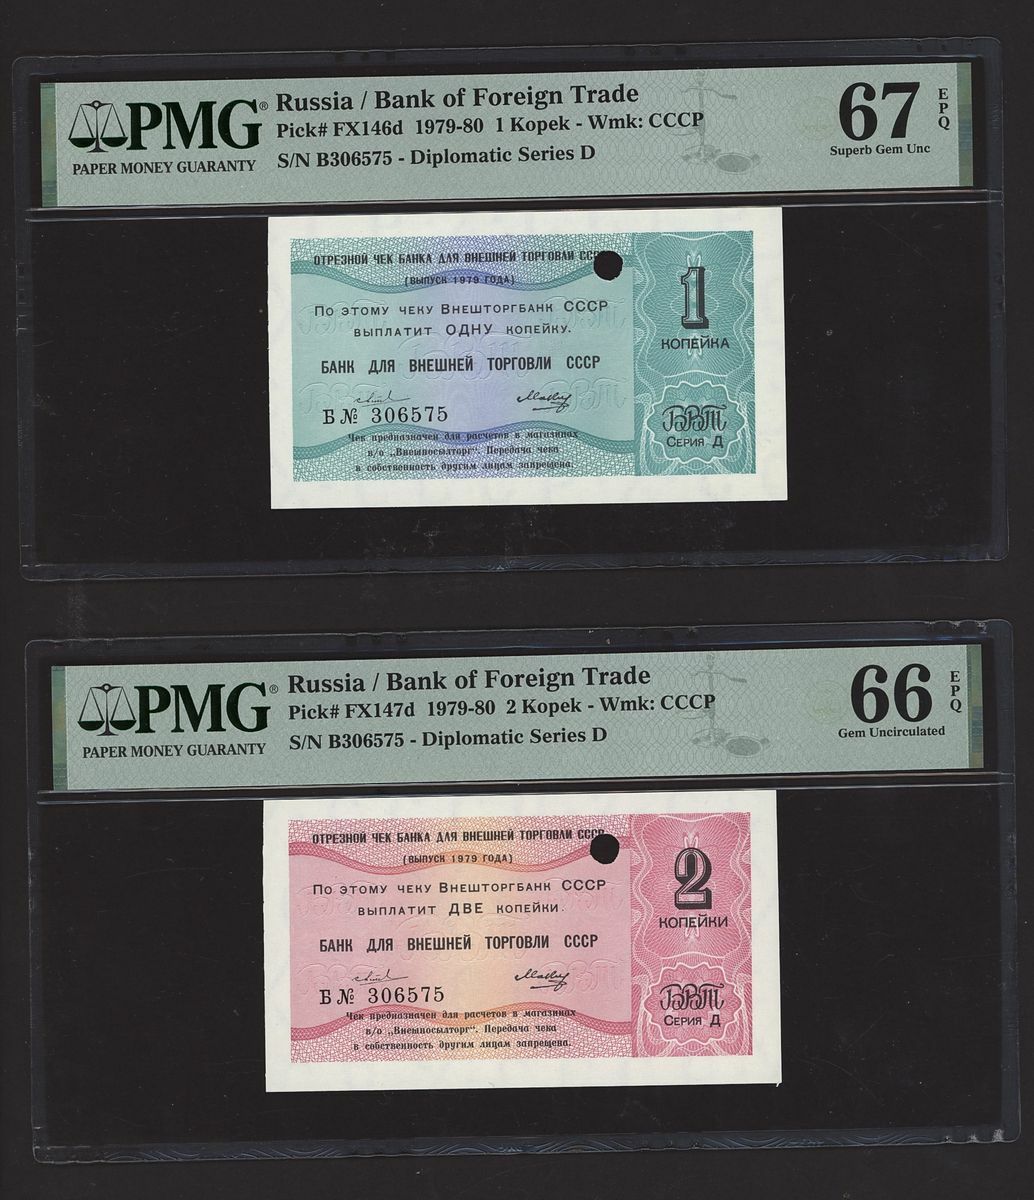 PMG®
PAPER MONEY GUARANTY
Russia / Bank of Foreign Trade
Pick# FX146d 1979-80 1 Kopek - Wmk: CCCP
S/N B306575 - Diplomatic Series D
67 EPQ
Superb Gem Unc
ОТРЕЗНОЙ ЧЕК БАНКА ДЛЯ ВНЕШНЕЙ ТОРГОВЛИ
(ВЫПУСК 1979 ГОДА)
По этому чеку Внешторгбанк СССР
выплатит ОДНУ копейку.
БАНК ДЛЯ ВНЕШНЕЙ ТОРГОВЛИ СССР
Б № 306575
Чек предназначен для расчетов в магазинах
в/о „Внешпосылторг“. Передача чека
в собственность другим лицам запрещена.
1
КОПЕЙКА
БВТ
Серия Д
PMG®
PAPER MONEY GUARANTY
Russia / Bank of Foreign Trade
Pick# FX147d 1979-80 2 Kopek - Wmk: CCCP
S/N B306575 - Diplomatic Series D
66 EPQ
Gem Uncirculated
ОТРЕЗНОЙ ЧЕК БАНКА ДЛЯ ВНЕШНЕЙ ТОРГОВЛИ СССР
(ВЫПУСК 1979 ГОДА)
По этому чеку Внешторгбанк СССР
выплатит ДВЕ копейки.
БАНК ДЛЯ ВНЕШНЕЙ ТОРГОВЛИ СССР
Б № 306575
Чек предназначен для расчетов в магазинах
в/о „Внешпосылторг“. Передача чека
в собственность другим лицам запрещена.
2
КОПЕЙКИ
БВТ
Серия Д